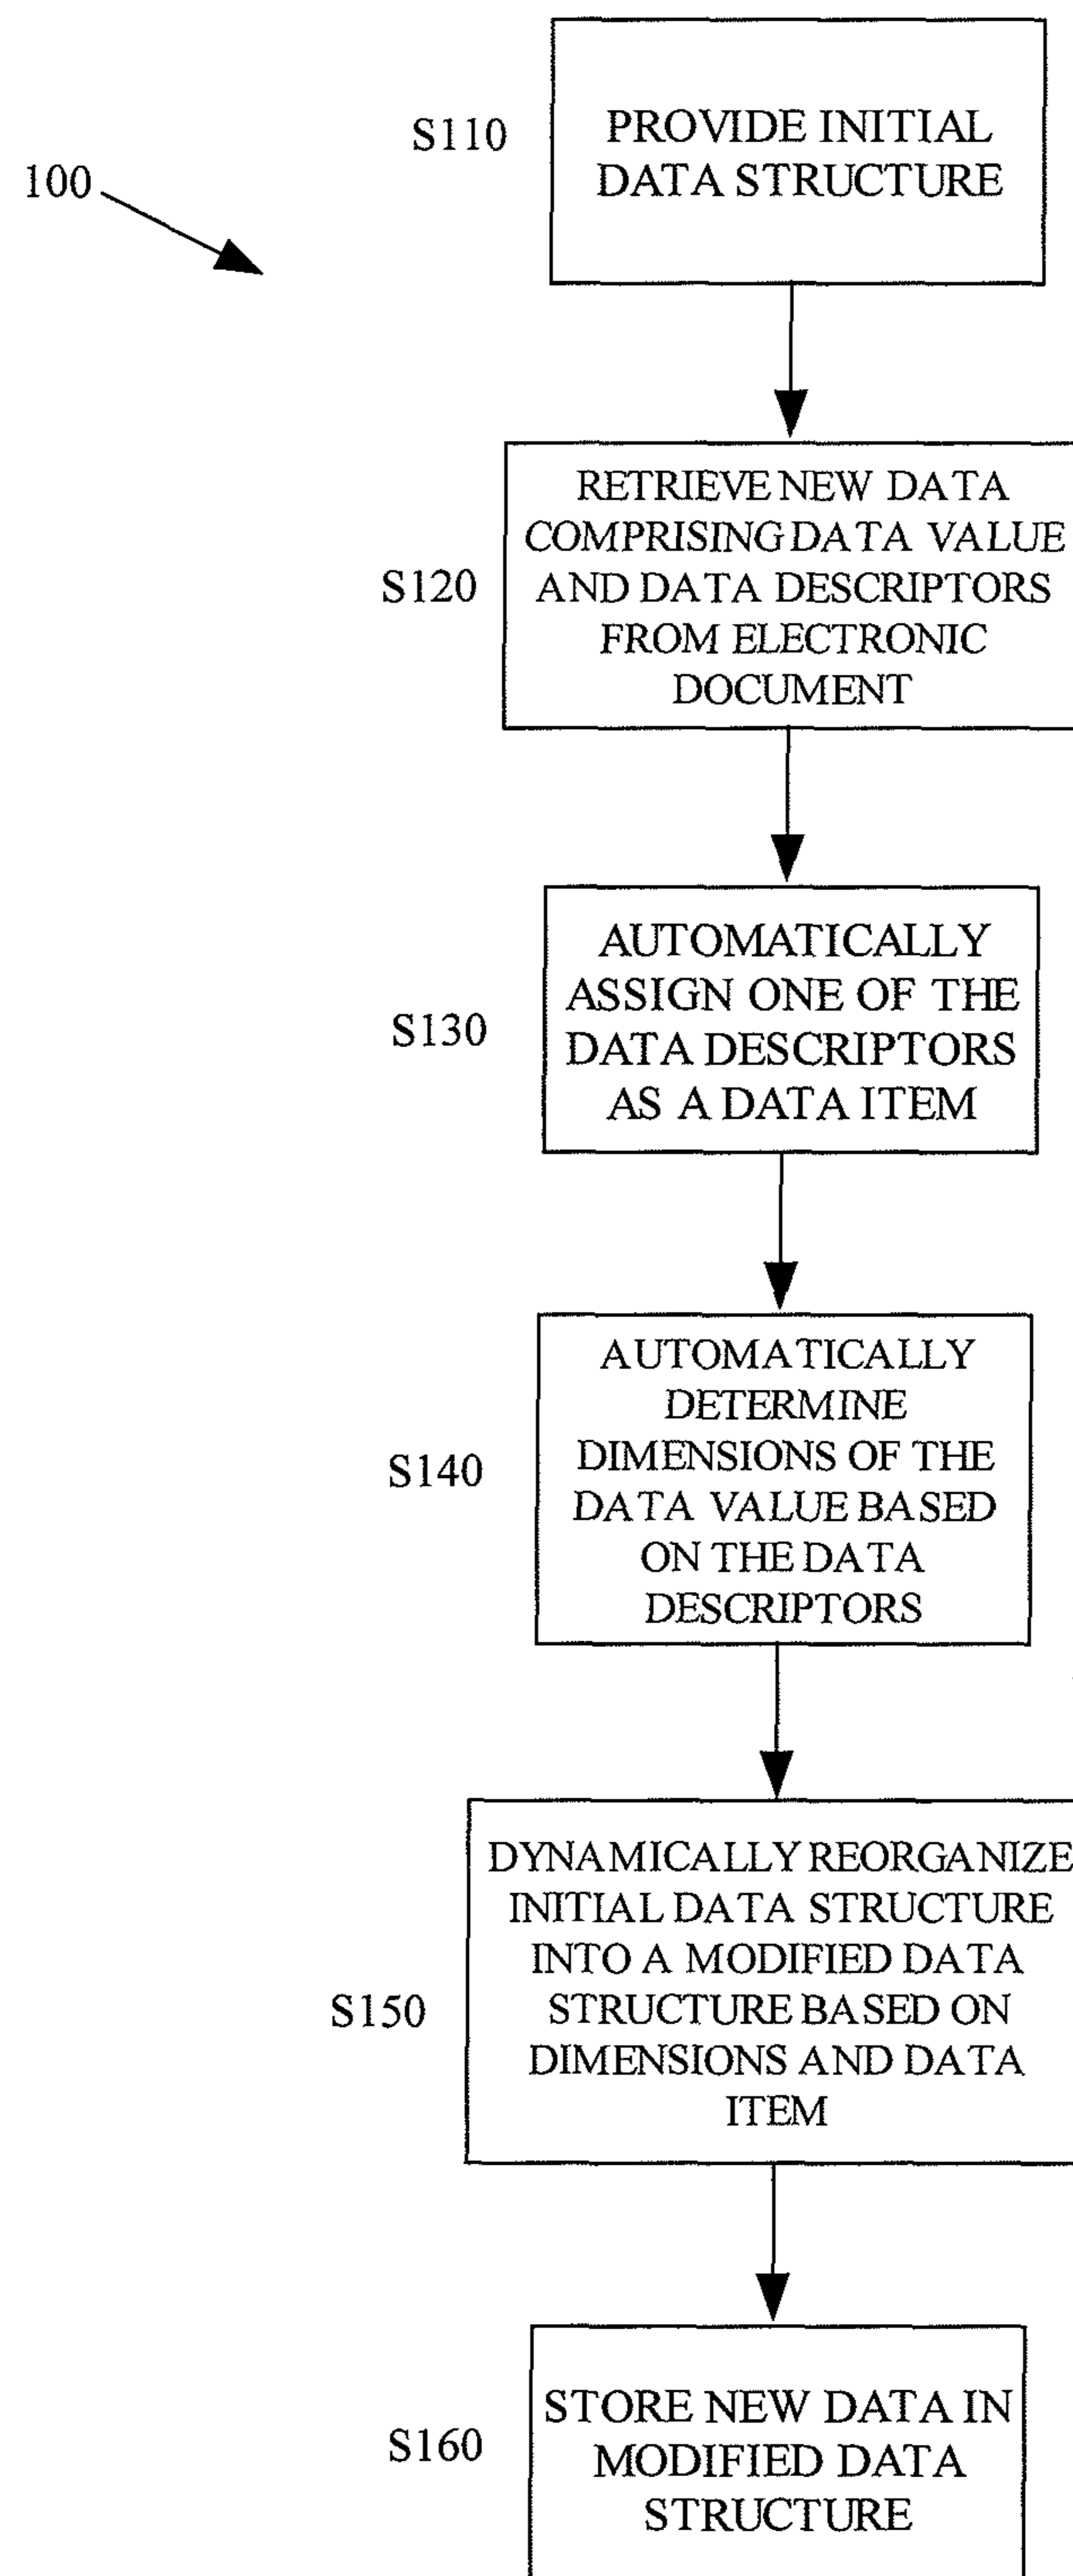 S110
PROVIDE INITIAL
DATA STRUCTURE
100
RETRIEVE NEW DATA
COMPRISING DATA VALUE
S120
AND DATA DESCRIPTORS
FROM ELECTRONIC
DOCUMENT
AUTOMATICALLY
ASSIGN ONE OF THE
S130
DATA DESCRIPTORS
AS A DATA ITEM
AUTOMATICALLY
DETERMINE
DIMENSIONS OF THE
S140
DATA VALUE BASED
ON THE DATA
DESCRIPTORS
DYNAMICALLY REORGANIZE
INITIAL DATA STRUCTURE
INTO A MODIFIED DATA
S150
STRUCTURE BASED ON
DIMENSIONS AND DATA
ITEM
STORE NEW DATA IN
S160
MODIFIED DATA
STRUCTURE